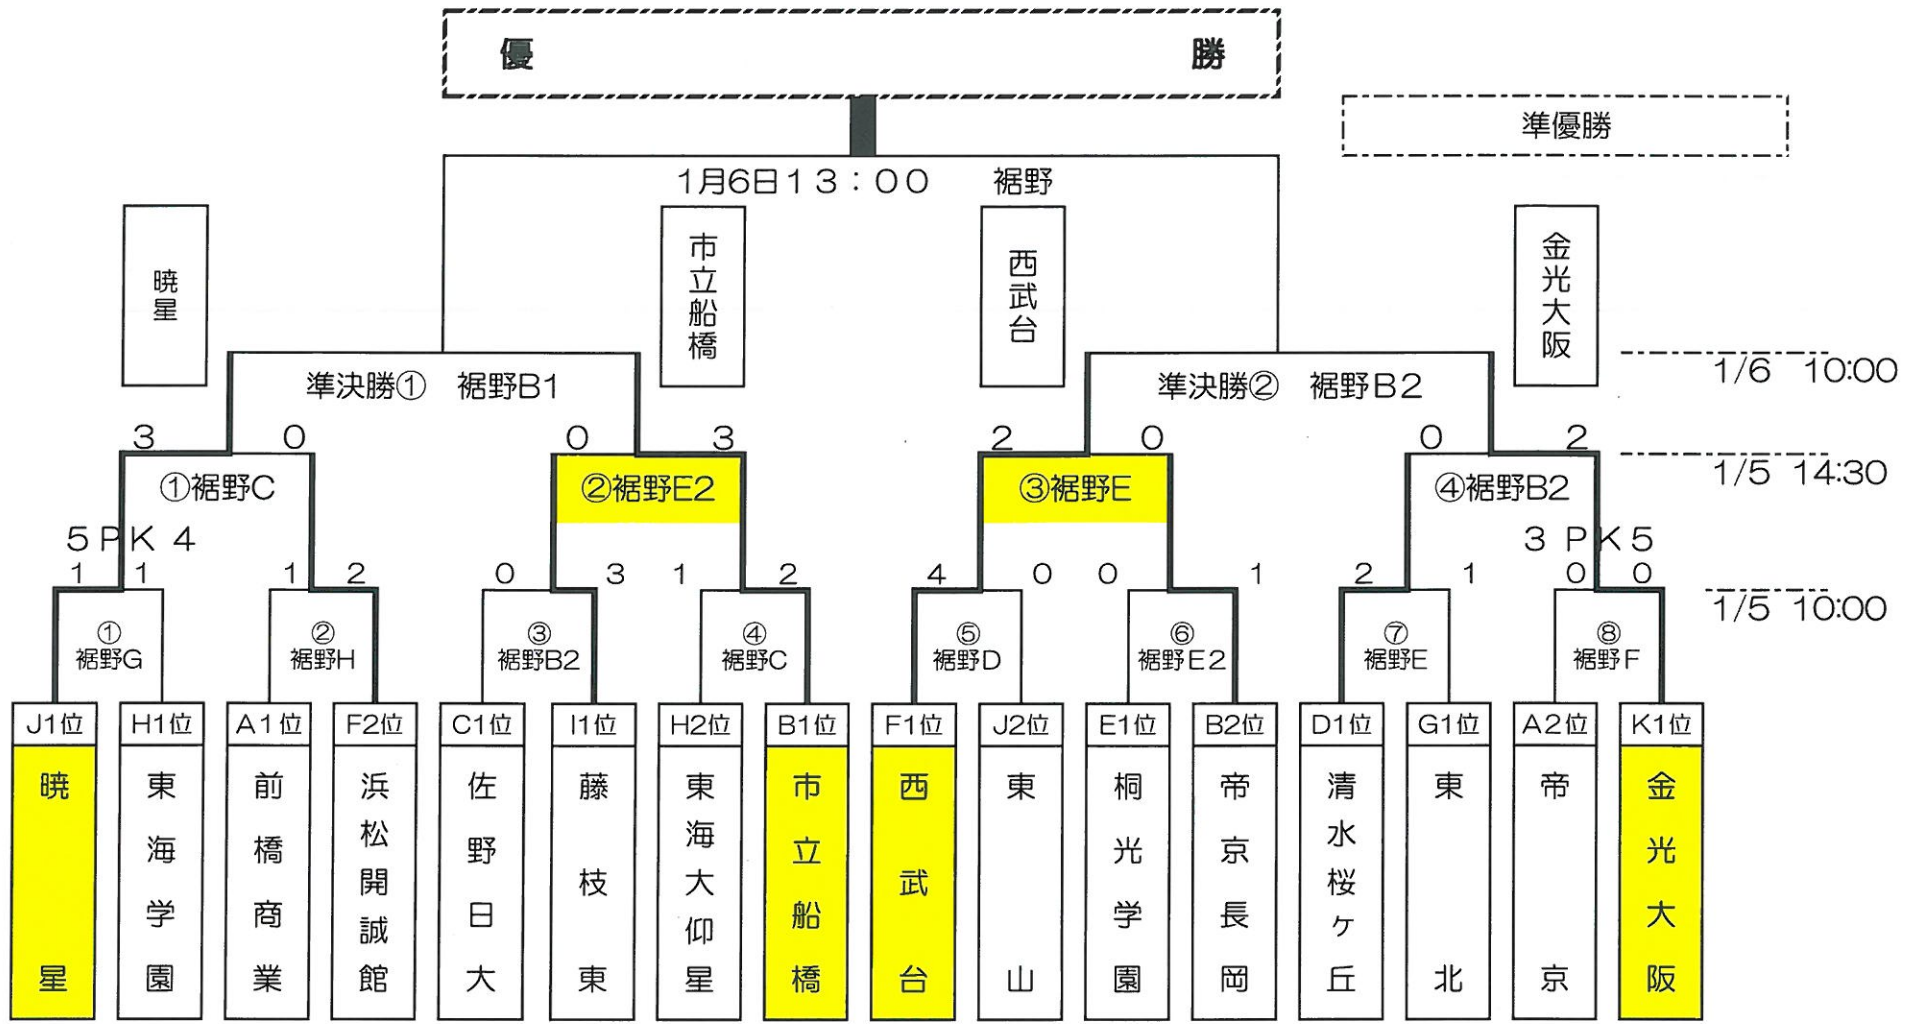 優 勝
準優勝
1月6日13：00 裾野
暁星
市立船橋
西武台
金光大阪
準決勝① 裾野B1
準決勝② 裾野B2
1/6 10:00
3 0 0 3 2 0 0 2
①裾野C
②裾野E2
③裾野E
④裾野B2
1/5 14:30
5 PK 4
3 PK 5
1 1 1 2 0 3 1 2 4 0 0 1 2 1 0 0
1/5 10:00
①
裾野G
②
裾野H
③
裾野B2
④
裾野C
⑤
裾野D
⑥
裾野E2
⑦
裾野E
⑧
裾野F
J1位
H1位
A1位
F2位
C1位
I1位
H2位
B1位
F1位
J2位
E1位
B2位
D1位
G1位
A2位
K1位
暁星
東海学園
前橋商業
浜松開誠館
佐野日大
藤枝東
東海大仰星
市立船橋
西武台
東山
桐光学園
帝京長岡
清水桜ヶ丘
東北
帝京
金光大阪